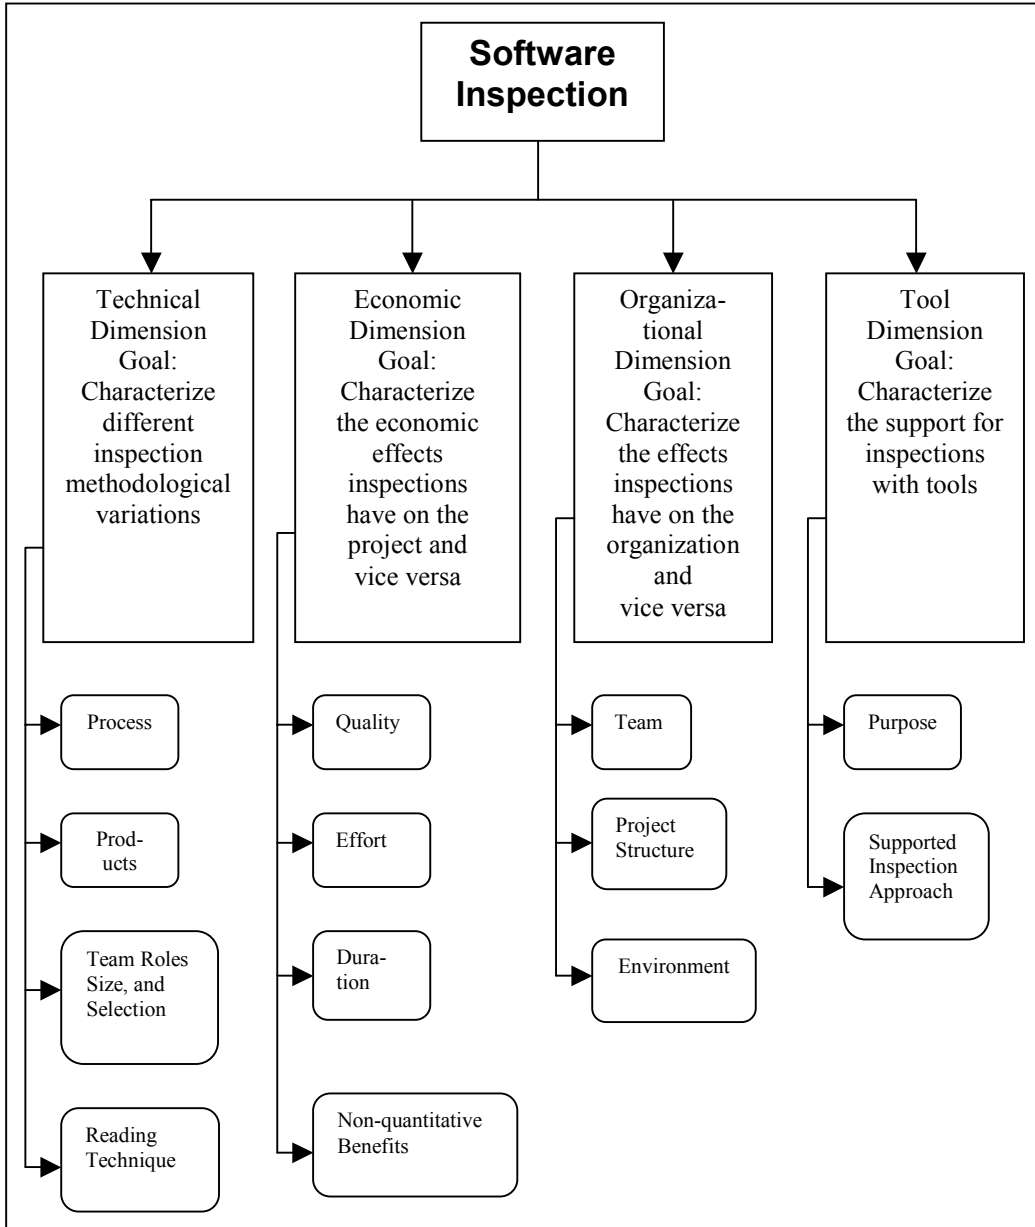 Software
Inspection
Technical
Dimension
Goal:
Characterize
different
inspection
methodological
variations
Economic
Dimension
Goal:
Characterize
the economic
effects
inspections
have on the
project and
vice versa
Organiza-
tional
Dimension
Goal:
Characterize
the effects
inspections
have on the
organization
and
vice versa
Tool
Dimension
Goal:
Characterize
the support for
inspections
with tools
Process
Prod-
ucts
Team Roles
Size, and
Selection
Reading
Technique
Quality
Effort
Dura-
tion
Non-quantitative
Benefits
Team
Project
Structure
Environment
Purpose
Supported
Inspection
Approach